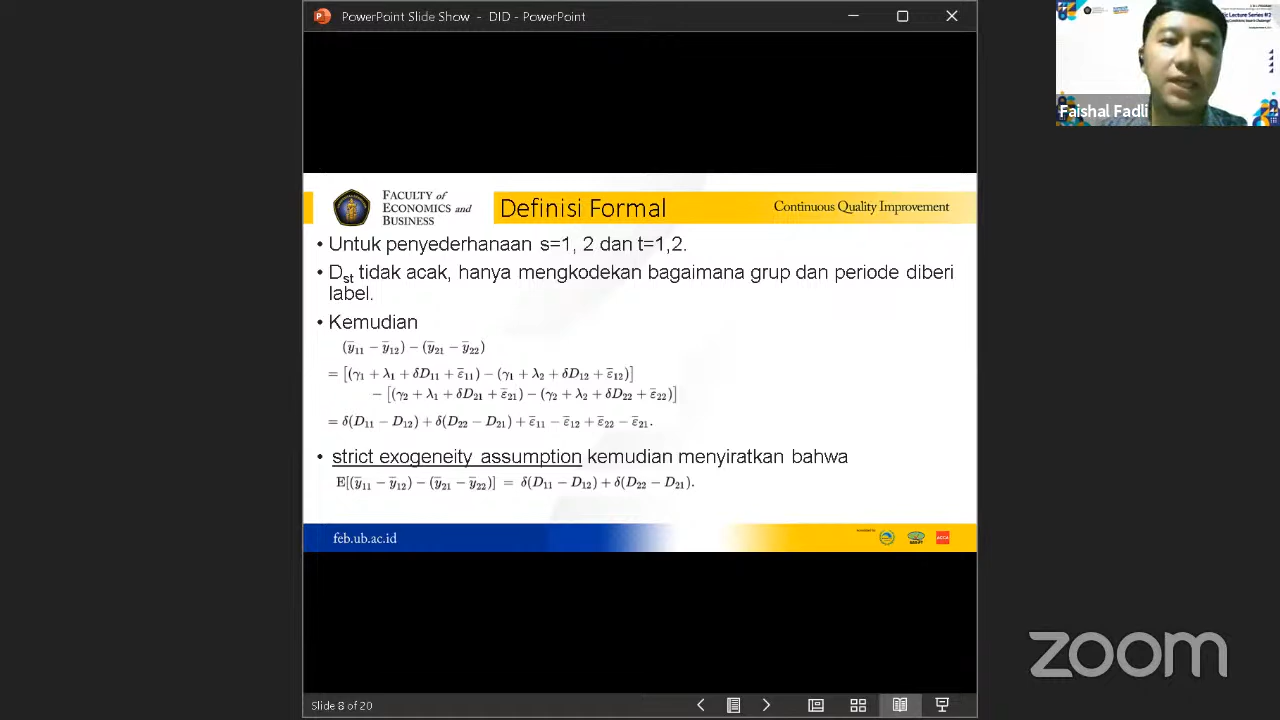 PowerPoint Slide Show - DID - PowerPoint
Faishal Fadli
FACULTY of
ECONOMICS and
BUSINESS
Definisi Formal
Continuous Quality Improvement
• Untuk penyederhanaan s=1, 2 dan t=1,2.
• Dst tidak acak, hanya mengkodekan bagaimana grup dan periode diberi
label.
• Kemudian
(ȳ₁₁ − ȳ₁₂) − (ȳ₂₁ − ȳ₂₂)
= [(γ₁ + λ₁ + δD₁₁ + ε̄₁₁) − (γ₁ + λ₂ + δD₁₂ + ε̄₁₂)]
− [(γ₂ + λ₁ + δD₂₁ + ε̄₂₁) − (γ₂ + λ₂ + δD₂₂ + ε̄₂₂)]
= δ(D₁₁ − D₁₂) + δ(D₂₂ − D₂₁) + ε̄₁₁ − ε̄₁₂ + ε̄₂₂ − ε̄₂₁.
• strict exogeneity assumption kemudian menyiratkan bahwa
E[(ȳ₁₁ − ȳ₁₂) − (ȳ₂₁ − ȳ₂₂)] = δ(D₁₁ − D₁₂) + δ(D₂₂ − D₂₁).
feb.ub.ac.id
ACCA
zoom
Slide 8 of 20